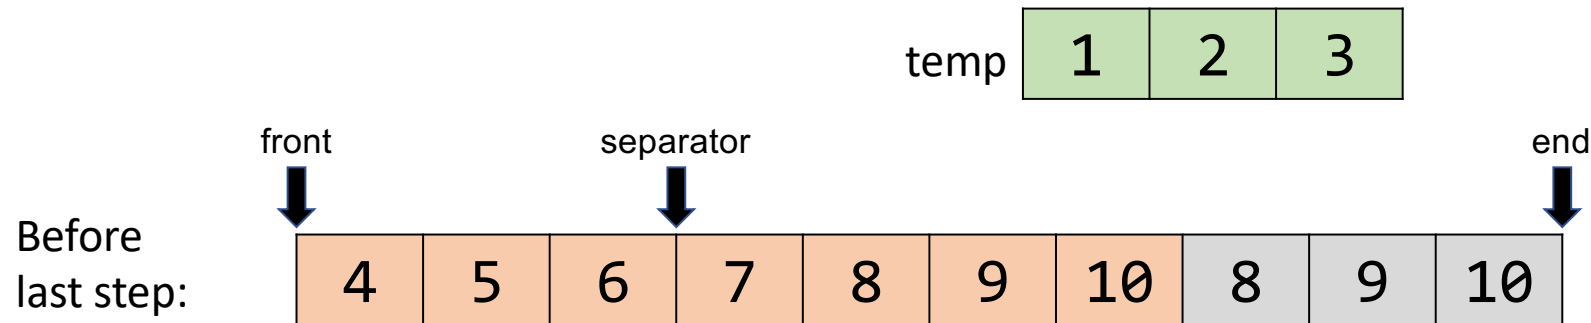 temp 1 2 3
front separator end
Before
last step:
4 5 6 7 8 9 10 8 9 10